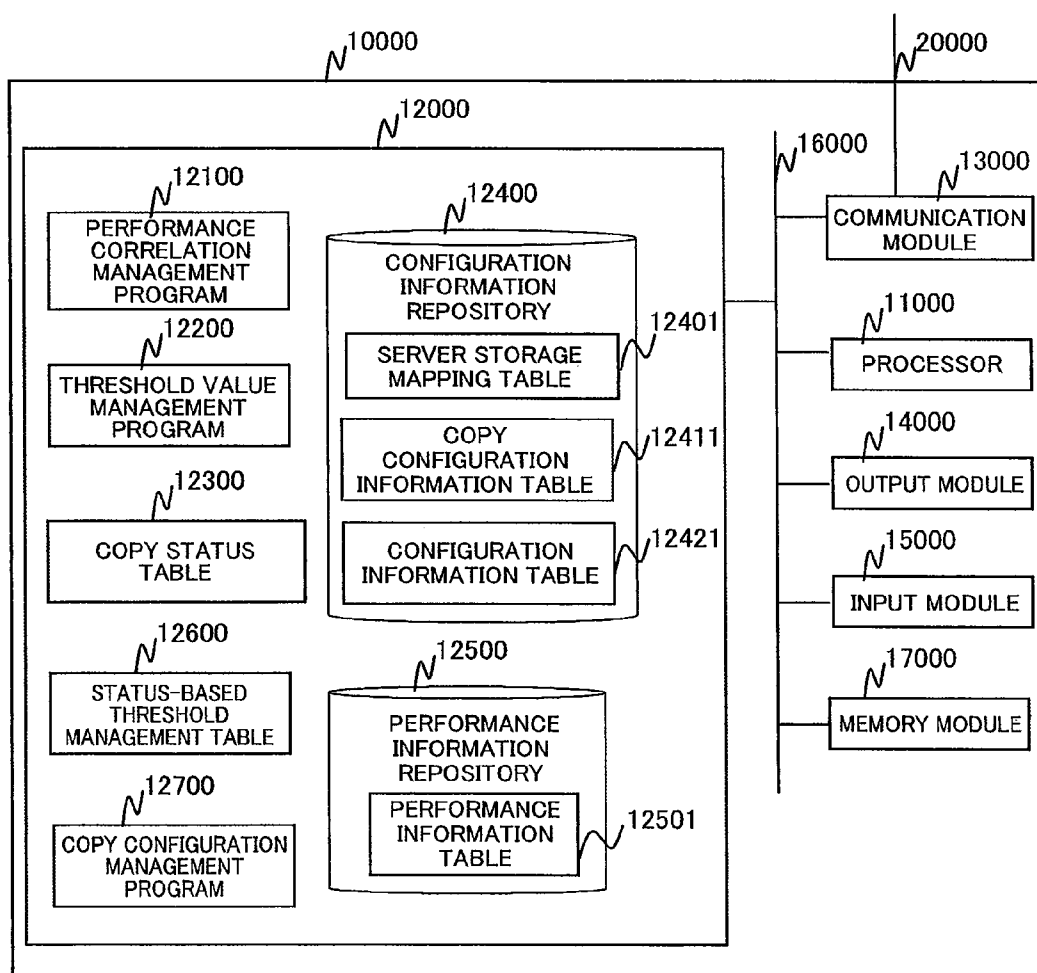 10000
20000
12000
12100
PERFORMANCE
CORRELATION
MANAGEMENT
PROGRAM
12200
THRESHOLD VALUE
MANAGEMENT
PROGRAM
12300
COPY STATUS
TABLE
12600
STATUS-BASED
THRESHOLD
MANAGEMENT TABLE
12700
COPY CONFIGURATION
MANAGEMENT
PROGRAM
12400
CONFIGURATION
INFORMATION
REPOSITORY
12401
SERVER STORAGE
MAPPING TABLE
12411
COPY
CONFIGURATION
INFORMATION TABLE
12421
CONFIGURATION
INFORMATION TABLE
12500
PERFORMANCE
INFORMATION
REPOSITORY
PERFORMANCE
INFORMATION
TABLE
12501
16000
13000
COMMUNICATION
MODULE
11000
PROCESSOR
14000
OUTPUT MODULE
15000
INPUT MODULE
17000
MEMORY MODULE